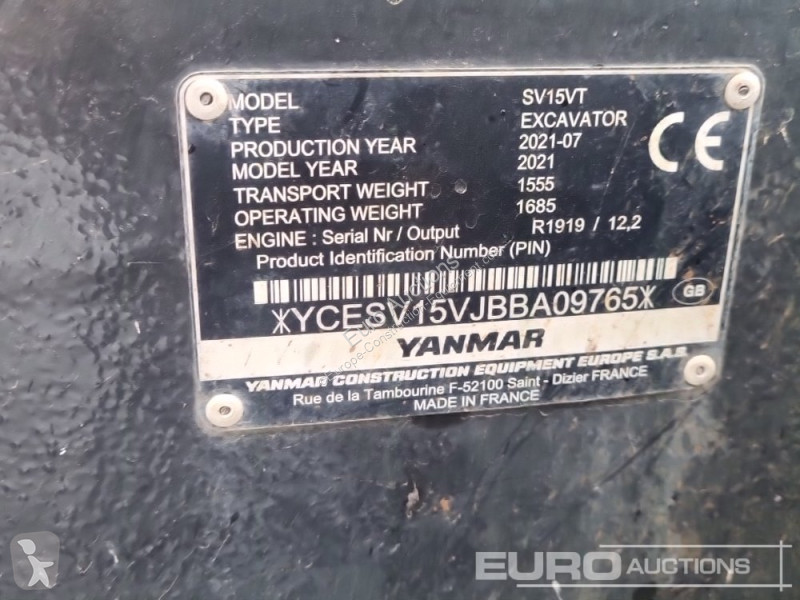 MODEL SV15VT
TYPE EXCAVATOR
PRODUCTION YEAR 2021-07
MODEL YEAR 2021
TRANSPORT WEIGHT 1555
OPERATING WEIGHT 1685
ENGINE : Serial Nr / Output R1919 / 12,2
Product Identification Number (PIN)
CE
GB
*YCESV15VJBBA09765*
YANMAR
YANMAR CONSTRUCTION EQUIPMENT EUROPE S.A.S.
Rue de la Tambourine F-52100 Saint - Dizier FRANCE
MADE IN FRANCE
EURO AUCTIONS